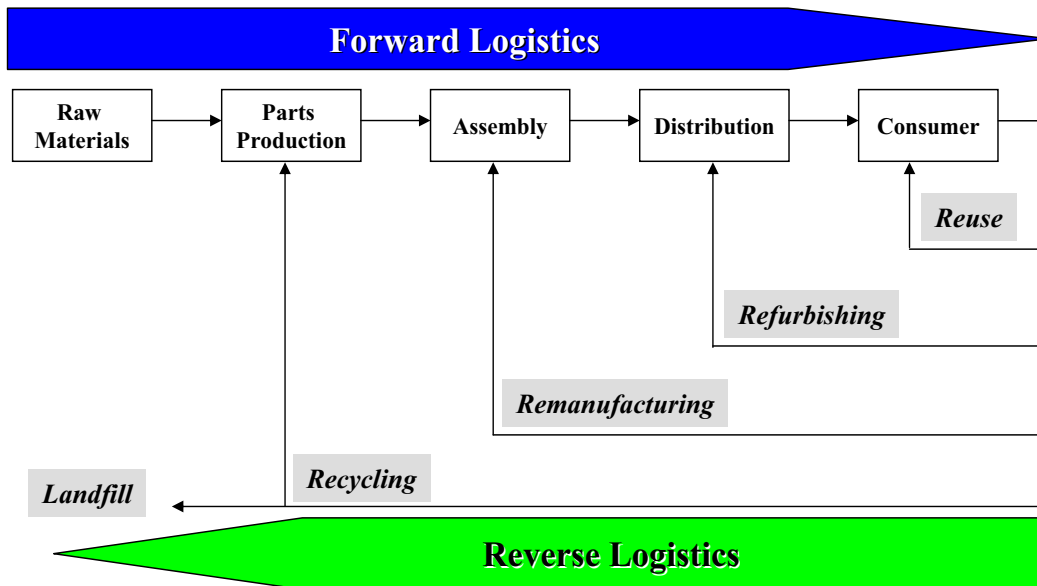 Forward Logistics
Raw
Materials
Parts
Production
Assembly
Distribution
Consumer
Reuse
Refurbishing
Remanufacturing
Recycling
Landfill
Reverse Logistics